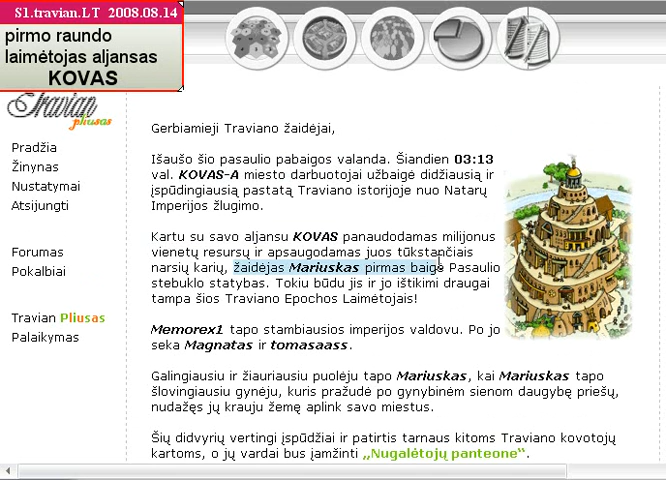 S1.travian.LT 2008.08.14
pirmo raundo
laimėtojas aljansas
KOVAS
Travian
pliusas
Pradžia
Žinynas
Nustatymai
Atsijungti
Forumas
Pokalbiai
Travian Pliusas
Palaikymas
Gerbiamieji Traviano žaidėjai,
Išaušo šio pasaulio pabaigos valanda. Šiandien 03:13
val. KOVAS-A miesto darbuotojai užbaigė didžiausią ir
įspūdingiausią pastatą Traviano istorijoje nuo Natarų
Imperijos žlugimo.
Kartu su savo aljansu KOVAS panaudodamas milijonus
vienetų resursų ir apsaugodamas juos tūkstančiais
narsių karių, žaidėjas Mariuskas pirmas baigė Pasaulio
stebuklo statybas. Tokiu būdu jis ir jo ištikimi draugai
tampa šios Traviano Epochos Laimėtojais!
Memorex1 tapo stambiausios imperijos valdovu. Po jo
seka Magnatas ir tomasaass.
Galingiausiu ir žiauriausiu puolėju tapo Mariuskas, kai Mariuskas tapo
šlovingiausiu gynėju, kuris pražudė po gynybinėm sienom daugybę priešų,
nudažęs jų krauju žemę aplink savo miestus.
Šių didvyrių vertingi įspūdžiai ir patirtis tarnaus kitoms Traviano kovotojų
kartoms, o jų vardai bus įamžinti „Nugalėtojų panteone“.